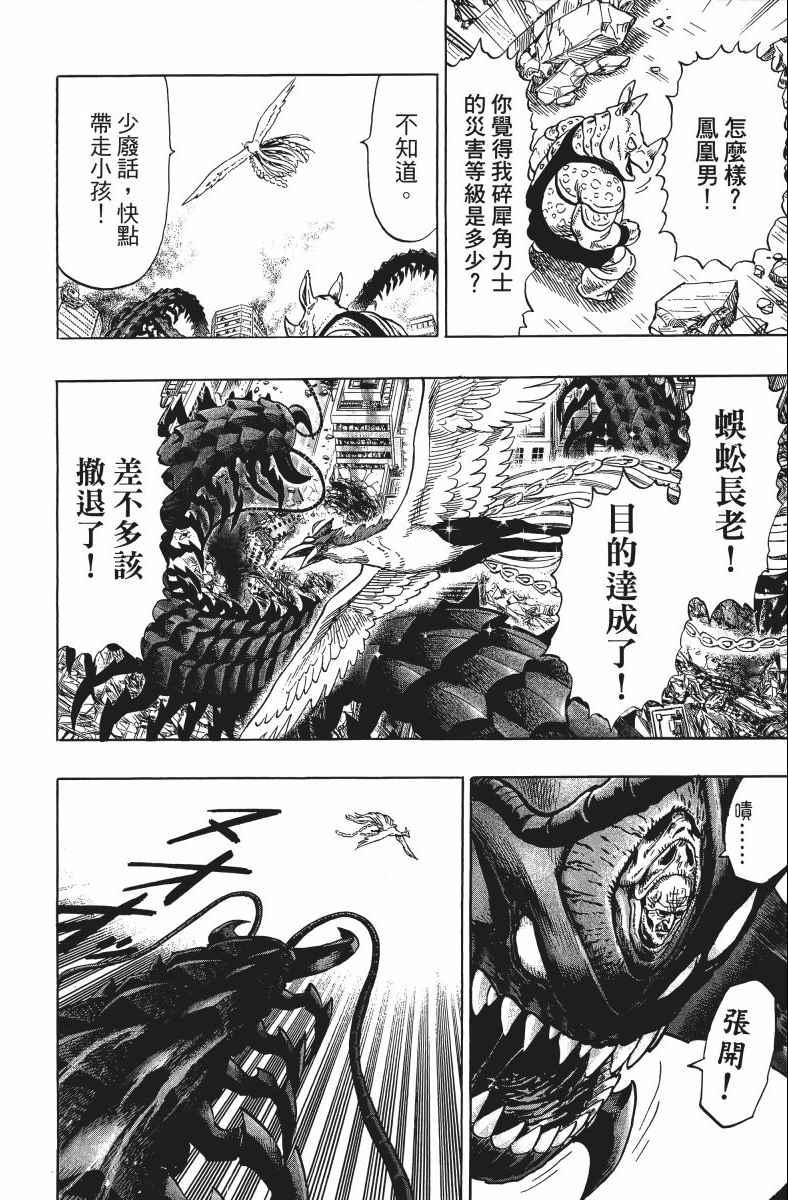 怎麼樣？
鳳凰男！
你覺得我碎犀角力士
的災害等級是多少？
不知道。
少廢話，快點
帶走小孩！
蜈蚣長老！
目的達成了！
差不多該
撤退了！
嘖……
張開！